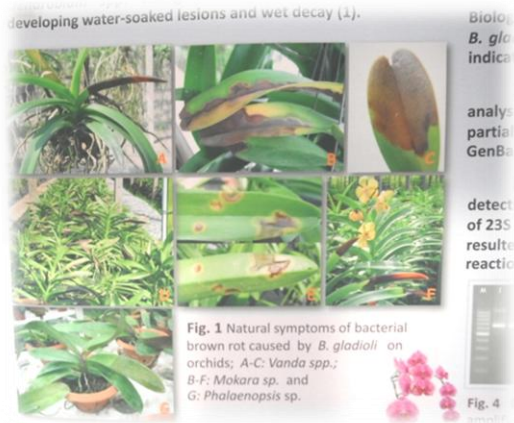 developing water-soaked lesions and wet decay (1).
A
B
C
E
F
G
Fig. 1 Natural symptoms of bacterial
brown rot caused by B. gladioli on
orchids; A-C: Vanda spp.;
B-F: Mokara sp. and
G: Phalaenopsis sp.
Biolog
B. gla
indica
analys
partial
GenBa
detect
of 23S
resulte
reactio
Fig. 4